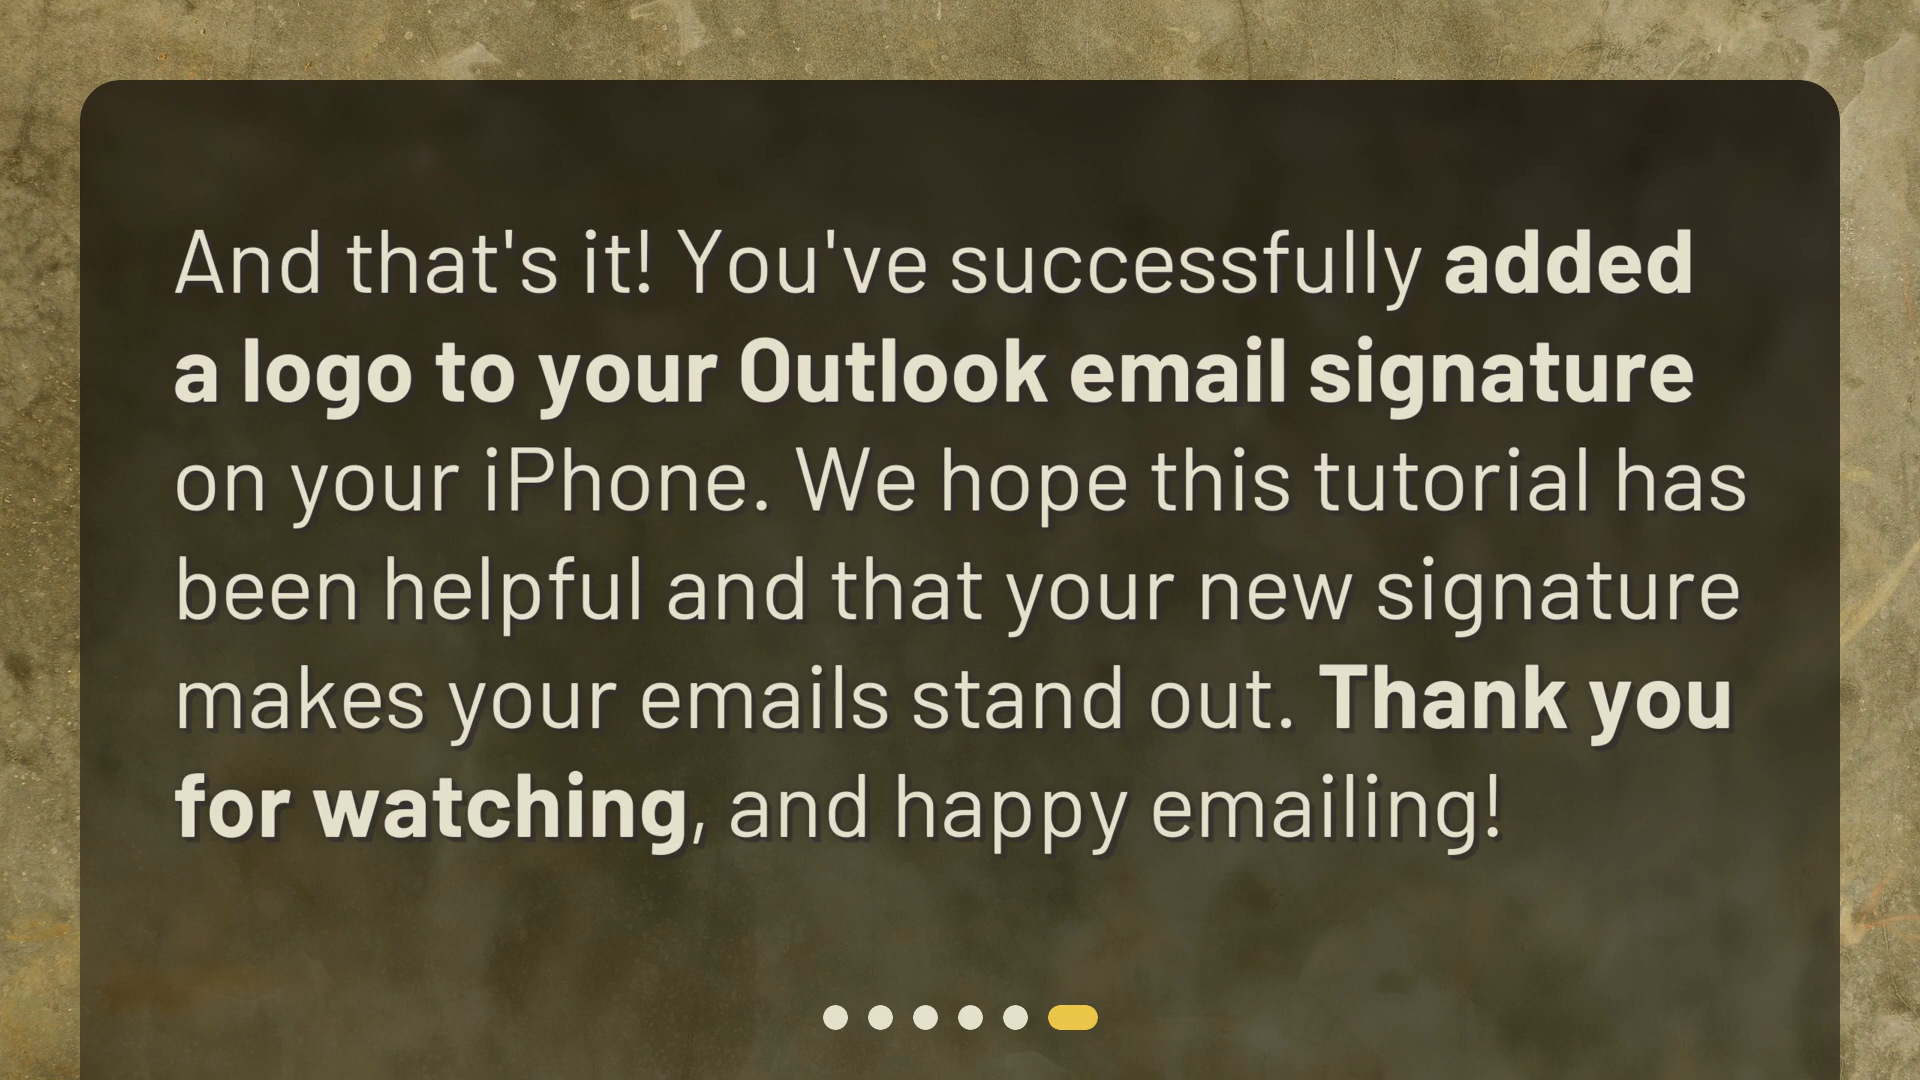 And that's it! You've successfully added
a logo to your Outlook email signature
on your iPhone. We hope this tutorial has
been helpful and that your new signature
makes your emails stand out. Thank you
for watching, and happy emailing!